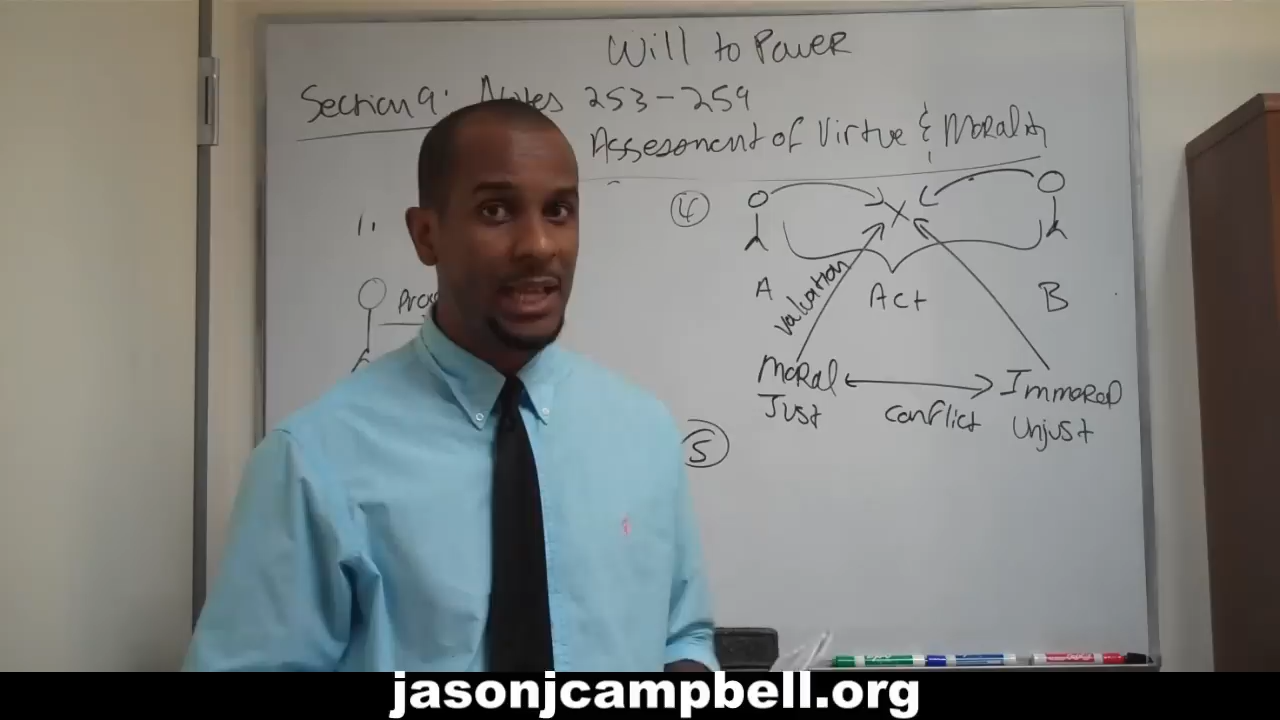 Will to Power
Section 9: Notes 253-259
Assessment of Virtue & Morality
1.
4
A
B
Valuation
Act
Moral
Immoral
Just
Conflict
Unjust
5
jasonjcampbell.org